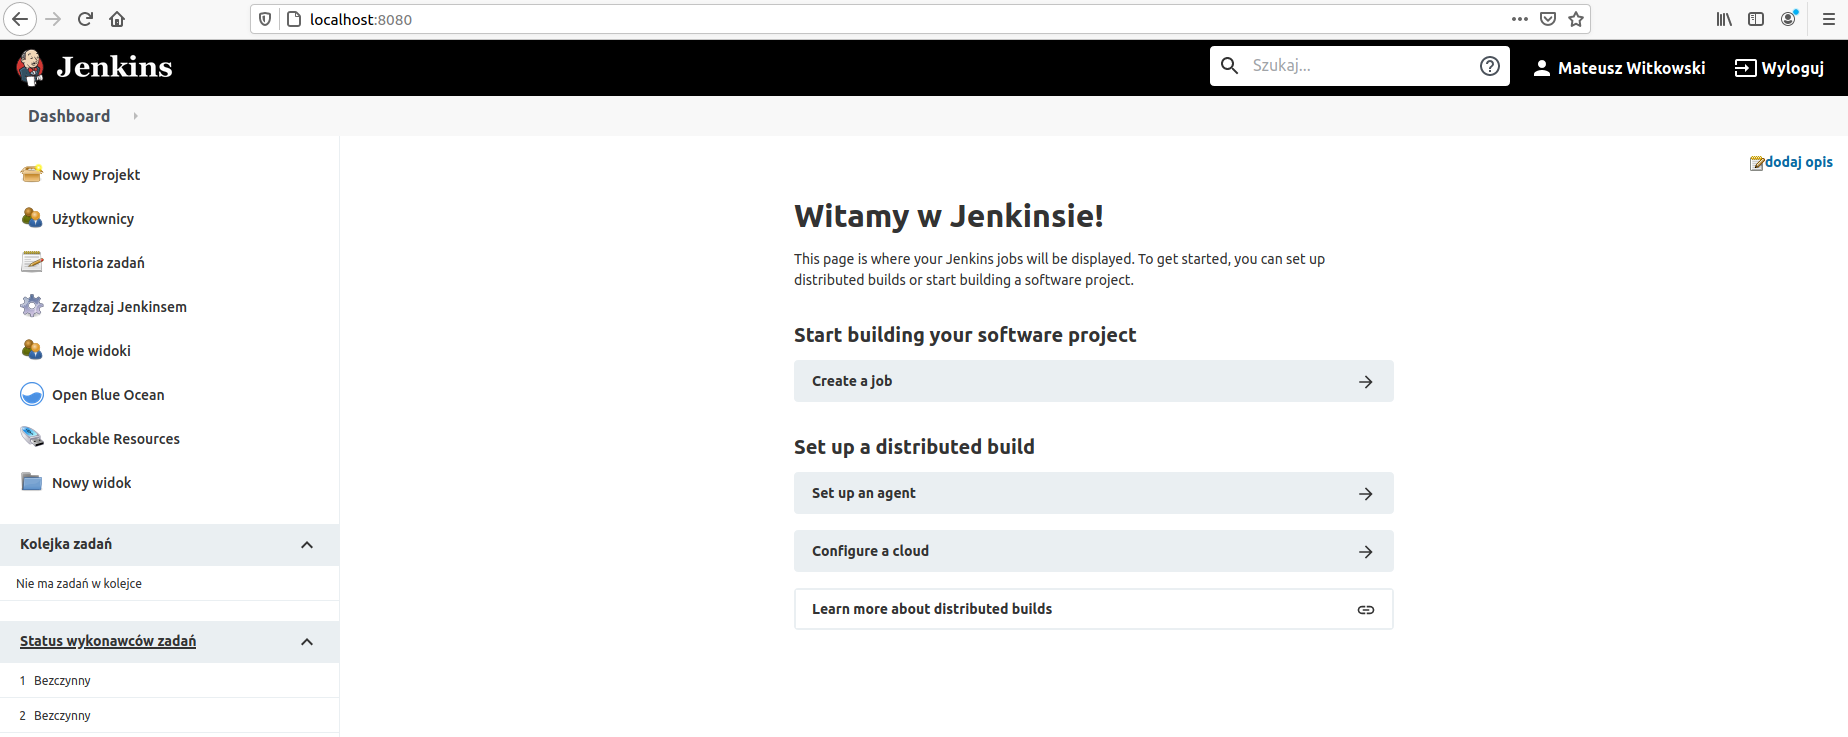 localhost:8080
Jenkins
Szukaj...
Mateusz Witkowski
Wyloguj
Dashboard
dodaj opis
Nowy Projekt
Użytkownicy
Historia zadań
Zarządzaj Jenkinsem
Moje widoki
Open Blue Ocean
Lockable Resources
Nowy widok
Kolejka zadań
Nie ma zadań w kolejce
Status wykonawców zadań
1 Bezczynny
2 Bezczynny
Witamy w Jenkinsie!
This page is where your Jenkins jobs will be displayed. To get started, you can set up
distributed builds or start building a software project.
Start building your software project
Create a job
Set up a distributed build
Set up an agent
Configure a cloud
Learn more about distributed builds